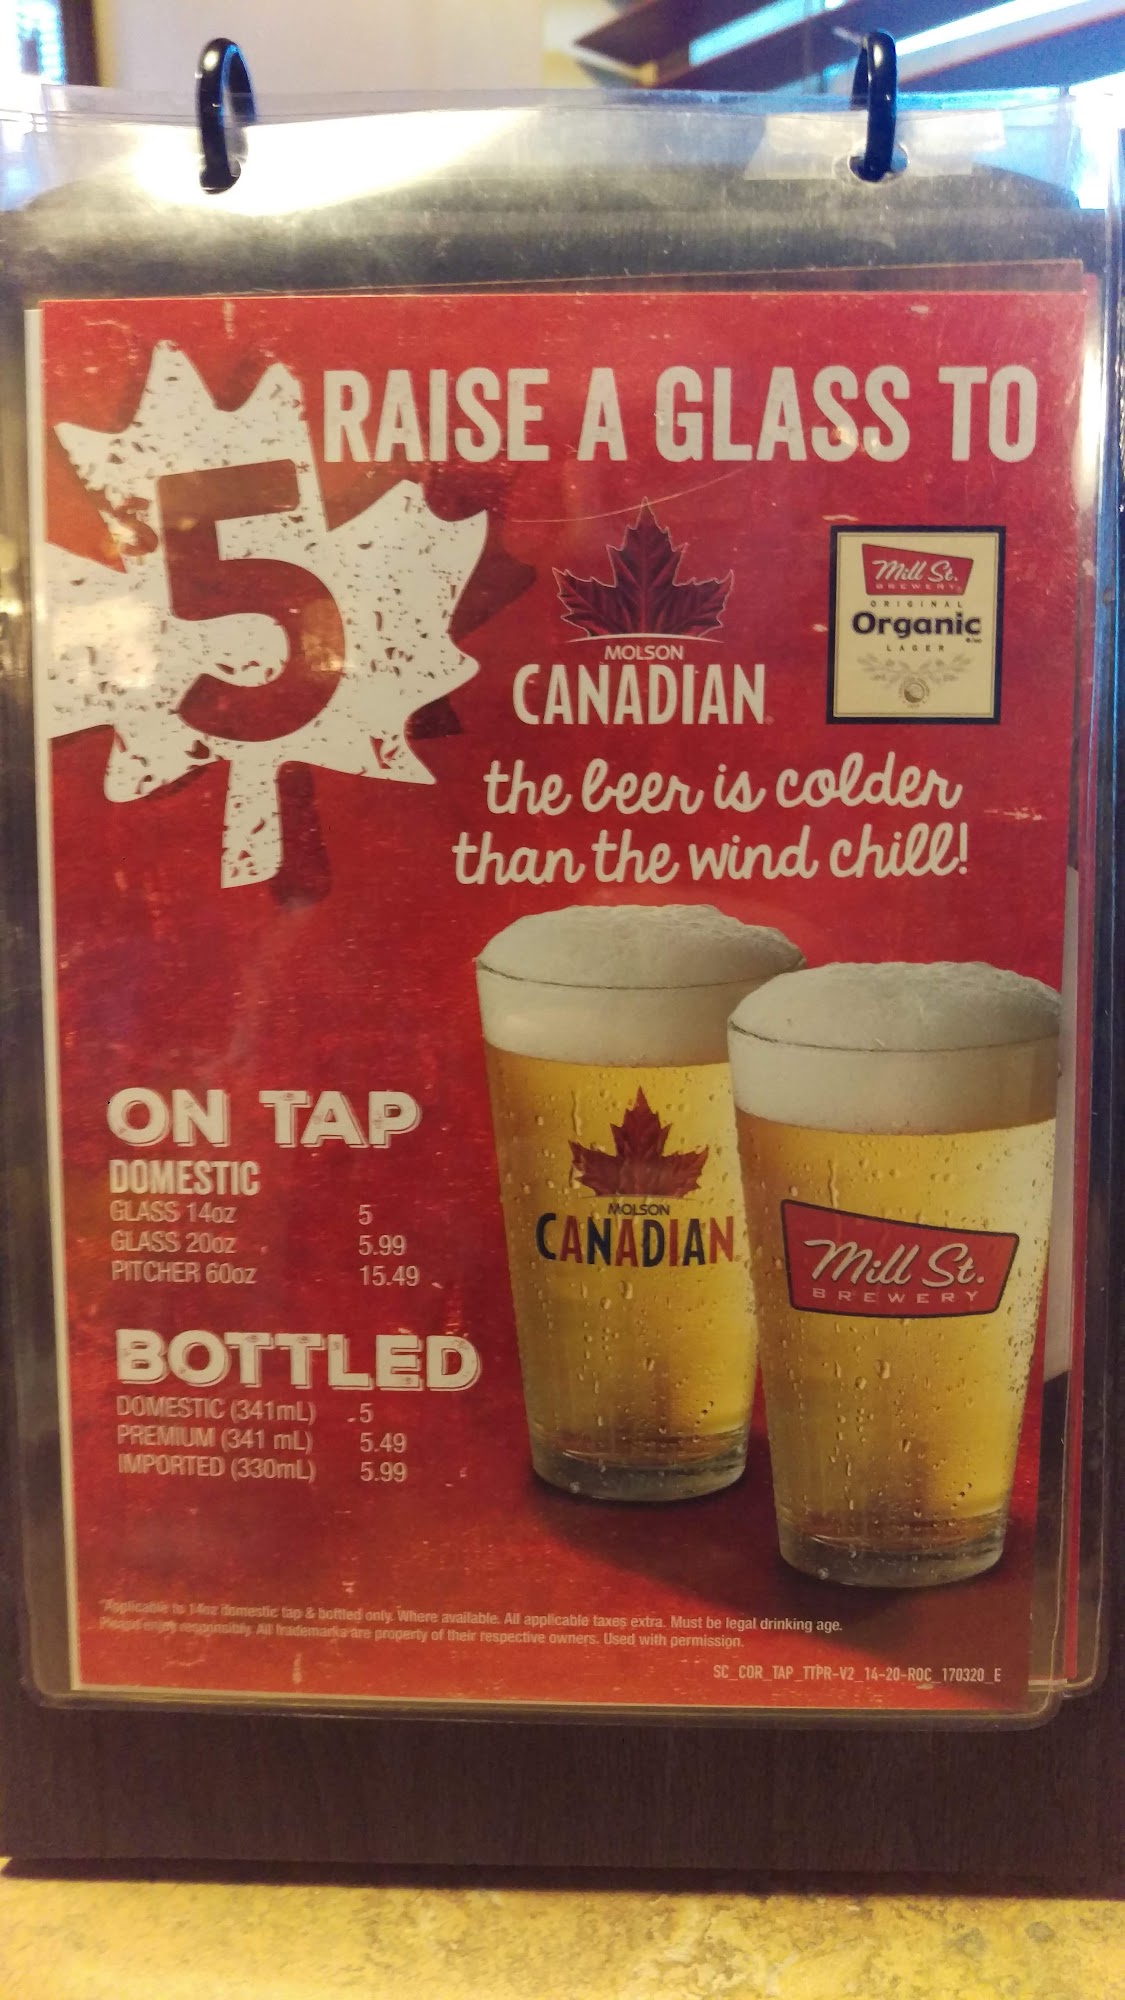 RAISE A GLASS TO
5*
MOLSON
CANADIAN
Mill St.
BREWERY
ORIGINAL
Organic
LAGER
the beer is colder
than the wind chill!
ON TAP
DOMESTIC
GLASS 14oz 5
GLASS 20oz 5.99
PITCHER 60oz 15.49
BOTTLED
DOMESTIC (341mL) 5
PREMIUM (341 mL) 5.49
IMPORTED (330mL) 5.99
MOLSON
CANADIAN
Mill St.
BREWERY
*Applicable to 14oz domestic tap & bottled only. Where available. All applicable taxes extra. Must be legal drinking age.
Please enjoy responsibly. All trademarks are property of their respective owners. Used with permission.
SC_COR_TAP_TTPR-V2_14-20-ROC_170320_E